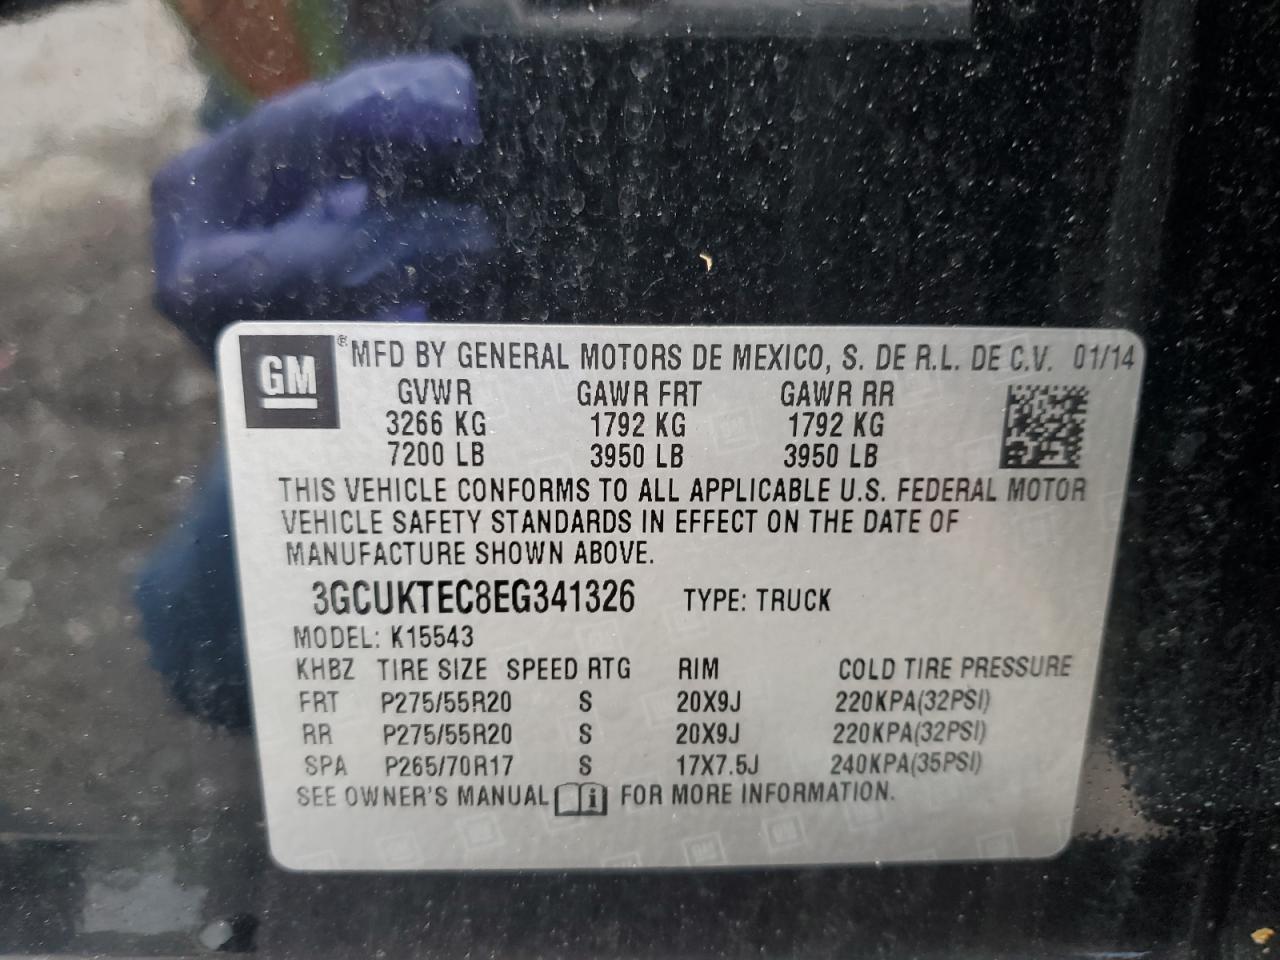 GM ® MFD BY GENERAL MOTORS DE MEXICO, S. DE R.L. DE C.V. 01/14
GVWR GAWR FRT GAWR RR
3266 KG 1792 KG 1792 KG
7200 LB 3950 LB 3950 LB
THIS VEHICLE CONFORMS TO ALL APPLICABLE U.S. FEDERAL MOTOR
VEHICLE SAFETY STANDARDS IN EFFECT ON THE DATE OF
MANUFACTURE SHOWN ABOVE.
3GCUKTEC8EG341326 TYPE: TRUCK
MODEL: K15543
KHBZ TIRE SIZE SPEED RTG RIM COLD TIRE PRESSURE
FRT P275/55R20 S 20X9J 220KPA(32PSI)
RR P275/55R20 S 20X9J 220KPA(32PSI)
SPA P265/70R17 S 17X7.5J 240KPA(35PSI)
SEE OWNER'S MANUAL i FOR MORE INFORMATION.